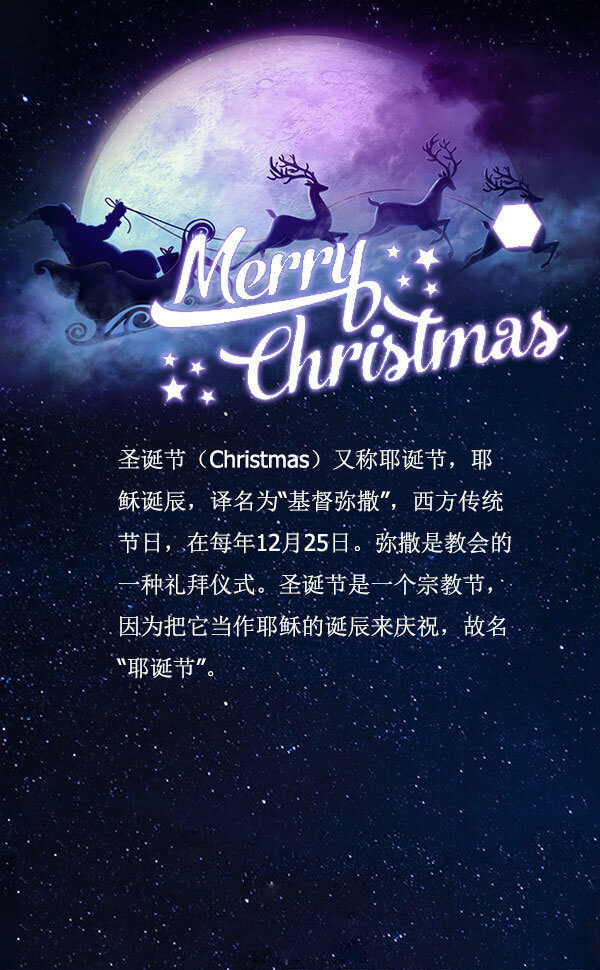 Merry
Christmas
圣诞节（Christmas）又称耶诞节，耶
稣诞辰，译名为“基督弥撒”，西方传统
节日，在每年12月25日。弥撒是教会的
一种礼拜仪式。圣诞节是一个宗教节，
因为把它当作耶稣的诞辰来庆祝，故名
“耶诞节”。